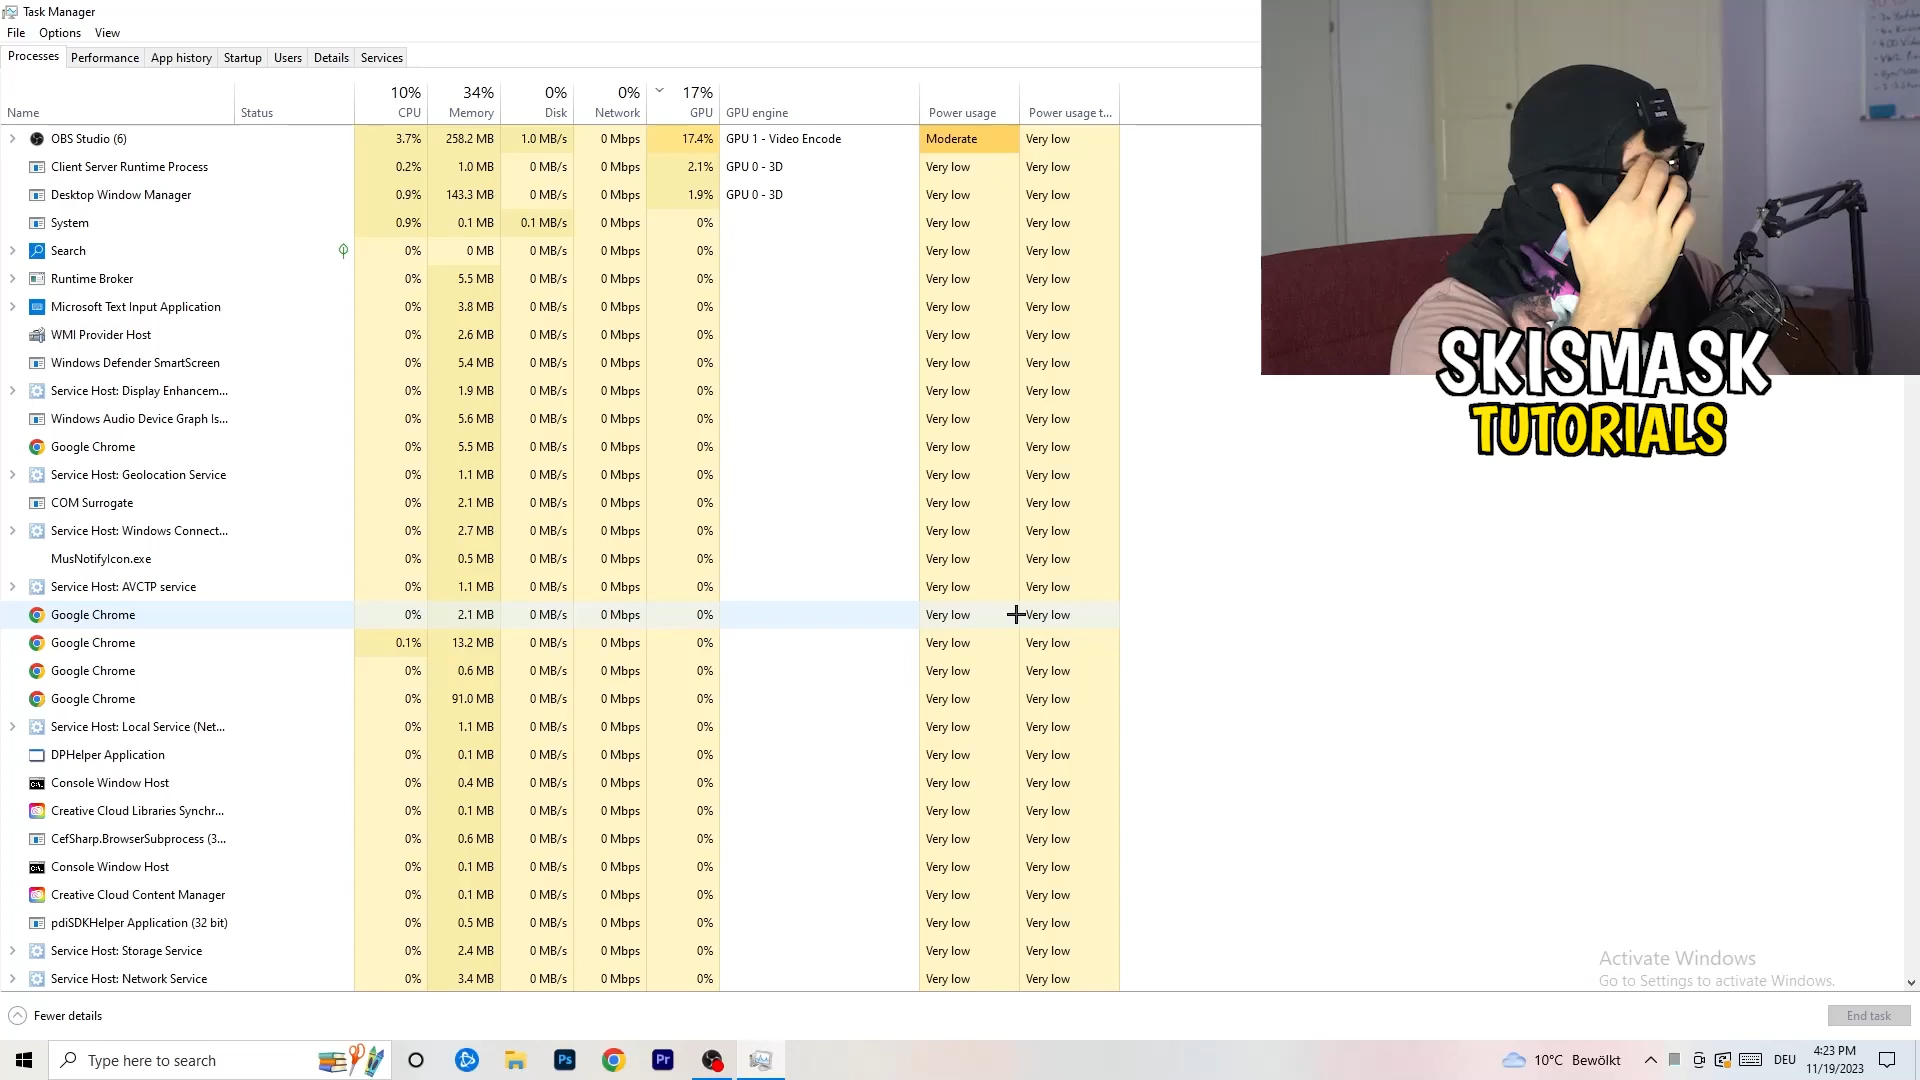 Task Manager
File Options View
Processes Performance App history Startup Users Details Services
10% 34% 0% 0% 17%
Name Status CPU Memory Disk Network GPU GPU engine Power usage Power usage t...
OBS Studio (6) 3.7% 258.2 MB 1.0 MB/s 0 Mbps 17.4% GPU 1 - Video Encode Moderate Very low
Client Server Runtime Process 0.2% 1.0 MB 0 MB/s 0 Mbps 2.1% GPU 0 - 3D Very low Very low
Desktop Window Manager 0.9% 143.3 MB 0 MB/s 0 Mbps 1.9% GPU 0 - 3D Very low Very low
System 0.9% 0.1 MB 0.1 MB/s 0 Mbps 0% Very low Very low
Search 0% 0 MB 0 MB/s 0 Mbps 0% Very low Very low
Runtime Broker 0% 5.5 MB 0 MB/s 0 Mbps 0% Very low Very low
Microsoft Text Input Application 0% 3.8 MB 0 MB/s 0 Mbps 0% Very low Very low
WMI Provider Host 0% 2.6 MB 0 MB/s 0 Mbps 0% Very low Very low
Windows Defender SmartScreen 0% 5.4 MB 0 MB/s 0 Mbps 0% Very low Very low
Service Host: Display Enhancem... 0% 1.9 MB 0 MB/s 0 Mbps 0% Very low Very low
Windows Audio Device Graph Is... 0% 5.6 MB 0 MB/s 0 Mbps 0% Very low Very low
Google Chrome 0% 5.5 MB 0 MB/s 0 Mbps 0% Very low Very low
Service Host: Geolocation Service 0% 1.1 MB 0 MB/s 0 Mbps 0% Very low Very low
COM Surrogate 0% 2.1 MB 0 MB/s 0 Mbps 0% Very low Very low
Service Host: Windows Connect... 0% 2.7 MB 0 MB/s 0 Mbps 0% Very low Very low
MusNotifyIcon.exe 0% 0.5 MB 0 MB/s 0 Mbps 0% Very low Very low
Service Host: AVCTP service 0% 1.1 MB 0 MB/s 0 Mbps 0% Very low Very low
Google Chrome 0% 2.1 MB 0 MB/s 0 Mbps 0% Very low Very low
Google Chrome 0.1% 13.2 MB 0 MB/s 0 Mbps 0% Very low Very low
Google Chrome 0% 0.6 MB 0 MB/s 0 Mbps 0% Very low Very low
Google Chrome 0% 91.0 MB 0 MB/s 0 Mbps 0% Very low Very low
Service Host: Local Service (Net... 0% 1.1 MB 0 MB/s 0 Mbps 0% Very low Very low
DPHelper Application 0% 0.1 MB 0 MB/s 0 Mbps 0% Very low Very low
Console Window Host 0% 0.4 MB 0 MB/s 0 Mbps 0% Very low Very low
Creative Cloud Libraries Synchr... 0% 0.1 MB 0 MB/s 0 Mbps 0% Very low Very low
CefSharp.BrowserSubprocess (3... 0% 0.6 MB 0 MB/s 0 Mbps 0% Very low Very low
Console Window Host 0% 0.1 MB 0 MB/s 0 Mbps 0% Very low Very low
Creative Cloud Content Manager 0% 0.1 MB 0 MB/s 0 Mbps 0% Very low Very low
pdiSDKHelper Application (32 bit) 0% 0.5 MB 0 MB/s 0 Mbps 0% Very low Very low
Service Host: Storage Service 0% 2.4 MB 0 MB/s 0 Mbps 0% Very low Very low
Service Host: Network Service 0% 3.4 MB 0 MB/s 0 Mbps 0% Very low Very low
SKISMASK
TUTORIALS
Activate Windows
Go to Settings to activate Windows.
Fewer details
End task
Type here to search
Ps
Pr
10°C Bewölkt
DEU
4:23 PM
11/19/2023